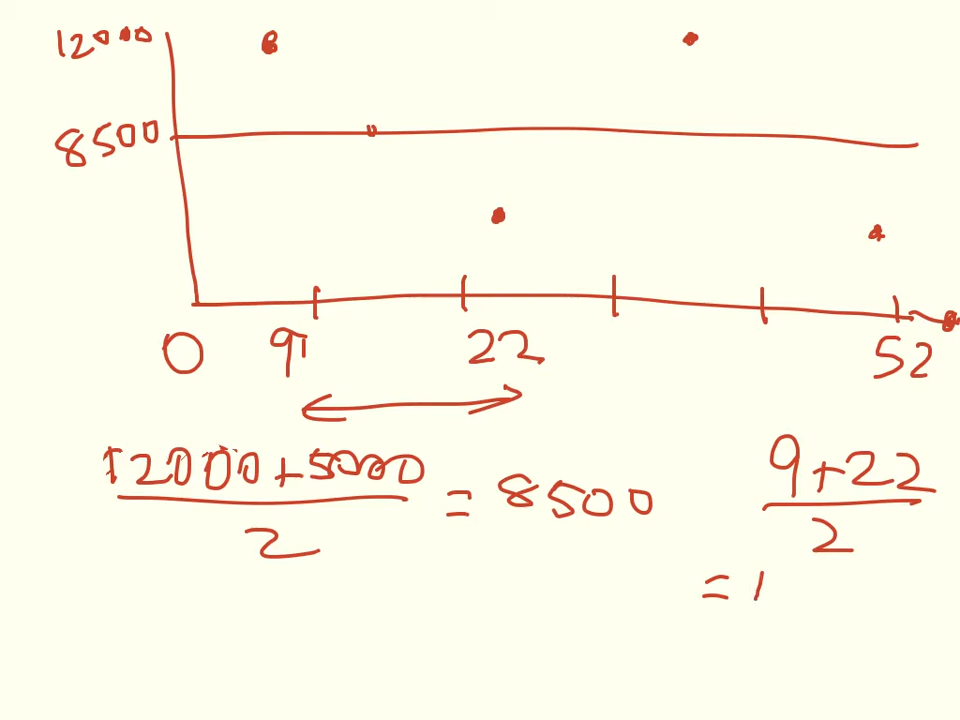 12000
8500
0 9 22 52
12000+5000 / 2 = 8500
9+22 / 2
= 1